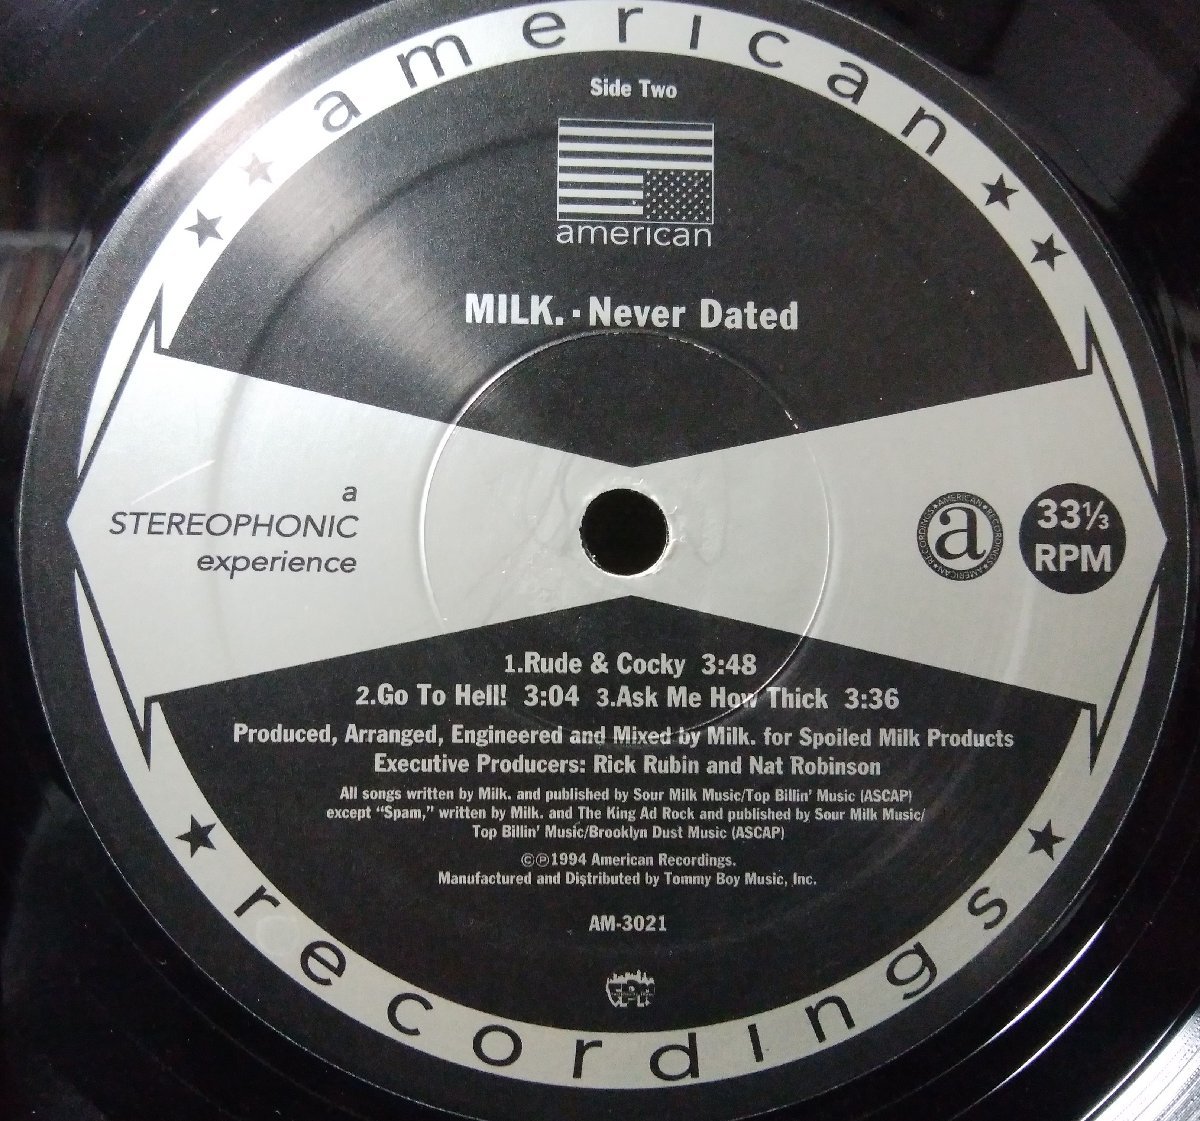 american
Side Two
american
MILK. · Never Dated
a
STEREOPHONIC
experience
AMERICAN★RECORDINGS★AMERICAN★RECORDINGS★
a
33⅓
RPM
1.Rude & Cocky 3:48
2.Go To Hell! 3:04 3.Ask Me How Thick 3:36
Produced, Arranged, Engineered and Mixed by Milk. for Spoiled Milk Products
Executive Producers: Rick Rubin and Nat Robinson
All songs written by Milk. and published by Sour Milk Music/Top Billin' Music (ASCAP)
except "Spam," written by Milk. and The King Ad Rock and published by Sour Milk Music/
Top Billin' Music/Brooklyn Dust Music (ASCAP)
©℗1994 American Recordings.
Manufactured and Distributed by Tommy Boy Music, Inc.
AM-3021
recordings